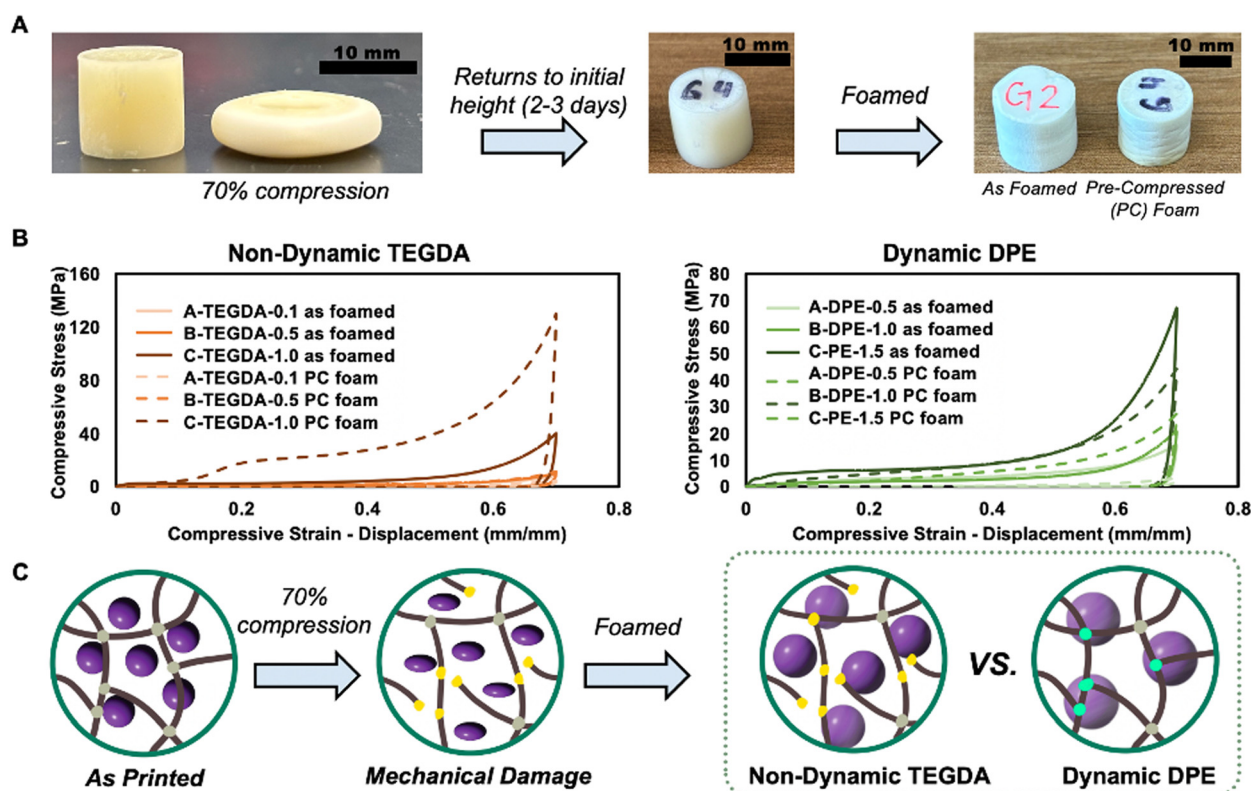 A
10 mm
70% compression
Returns to initial
height (2-3 days)
10 mm
Foamed
10 mm
G2
As Foamed
Pre-Compressed
(PC) Foam
B
Non-Dynamic TEGDA
Compressive Stress (MPa)
160
120
80
40
0
A-TEGDA-0.1 as foamed
B-TEGDA-0.5 as foamed
C-TEGDA-1.0 as foamed
A-TEGDA-0.1 PC foam
B-TEGDA-0.5 PC foam
C-TEGDA-1.0 PC foam
0 0.2 0.4 0.6 0.8
Compressive Strain - Displacement (mm/mm)
Dynamic DPE
Compressive Stress (MPa)
80
70
60
50
40
30
20
10
0
A-DPE-0.5 as foamed
B-DPE-1.0 as foamed
C-PE-1.5 as foamed
A-DPE-0.5 PC foam
B-DPE-1.0 PC foam
C-PE-1.5 PC foam
0 0.2 0.4 0.6 0.8
Compressive Strain - Displacement (mm/mm)
C
As Printed
70%
compression
Mechanical Damage
Foamed
Non-Dynamic TEGDA
VS.
Dynamic DPE